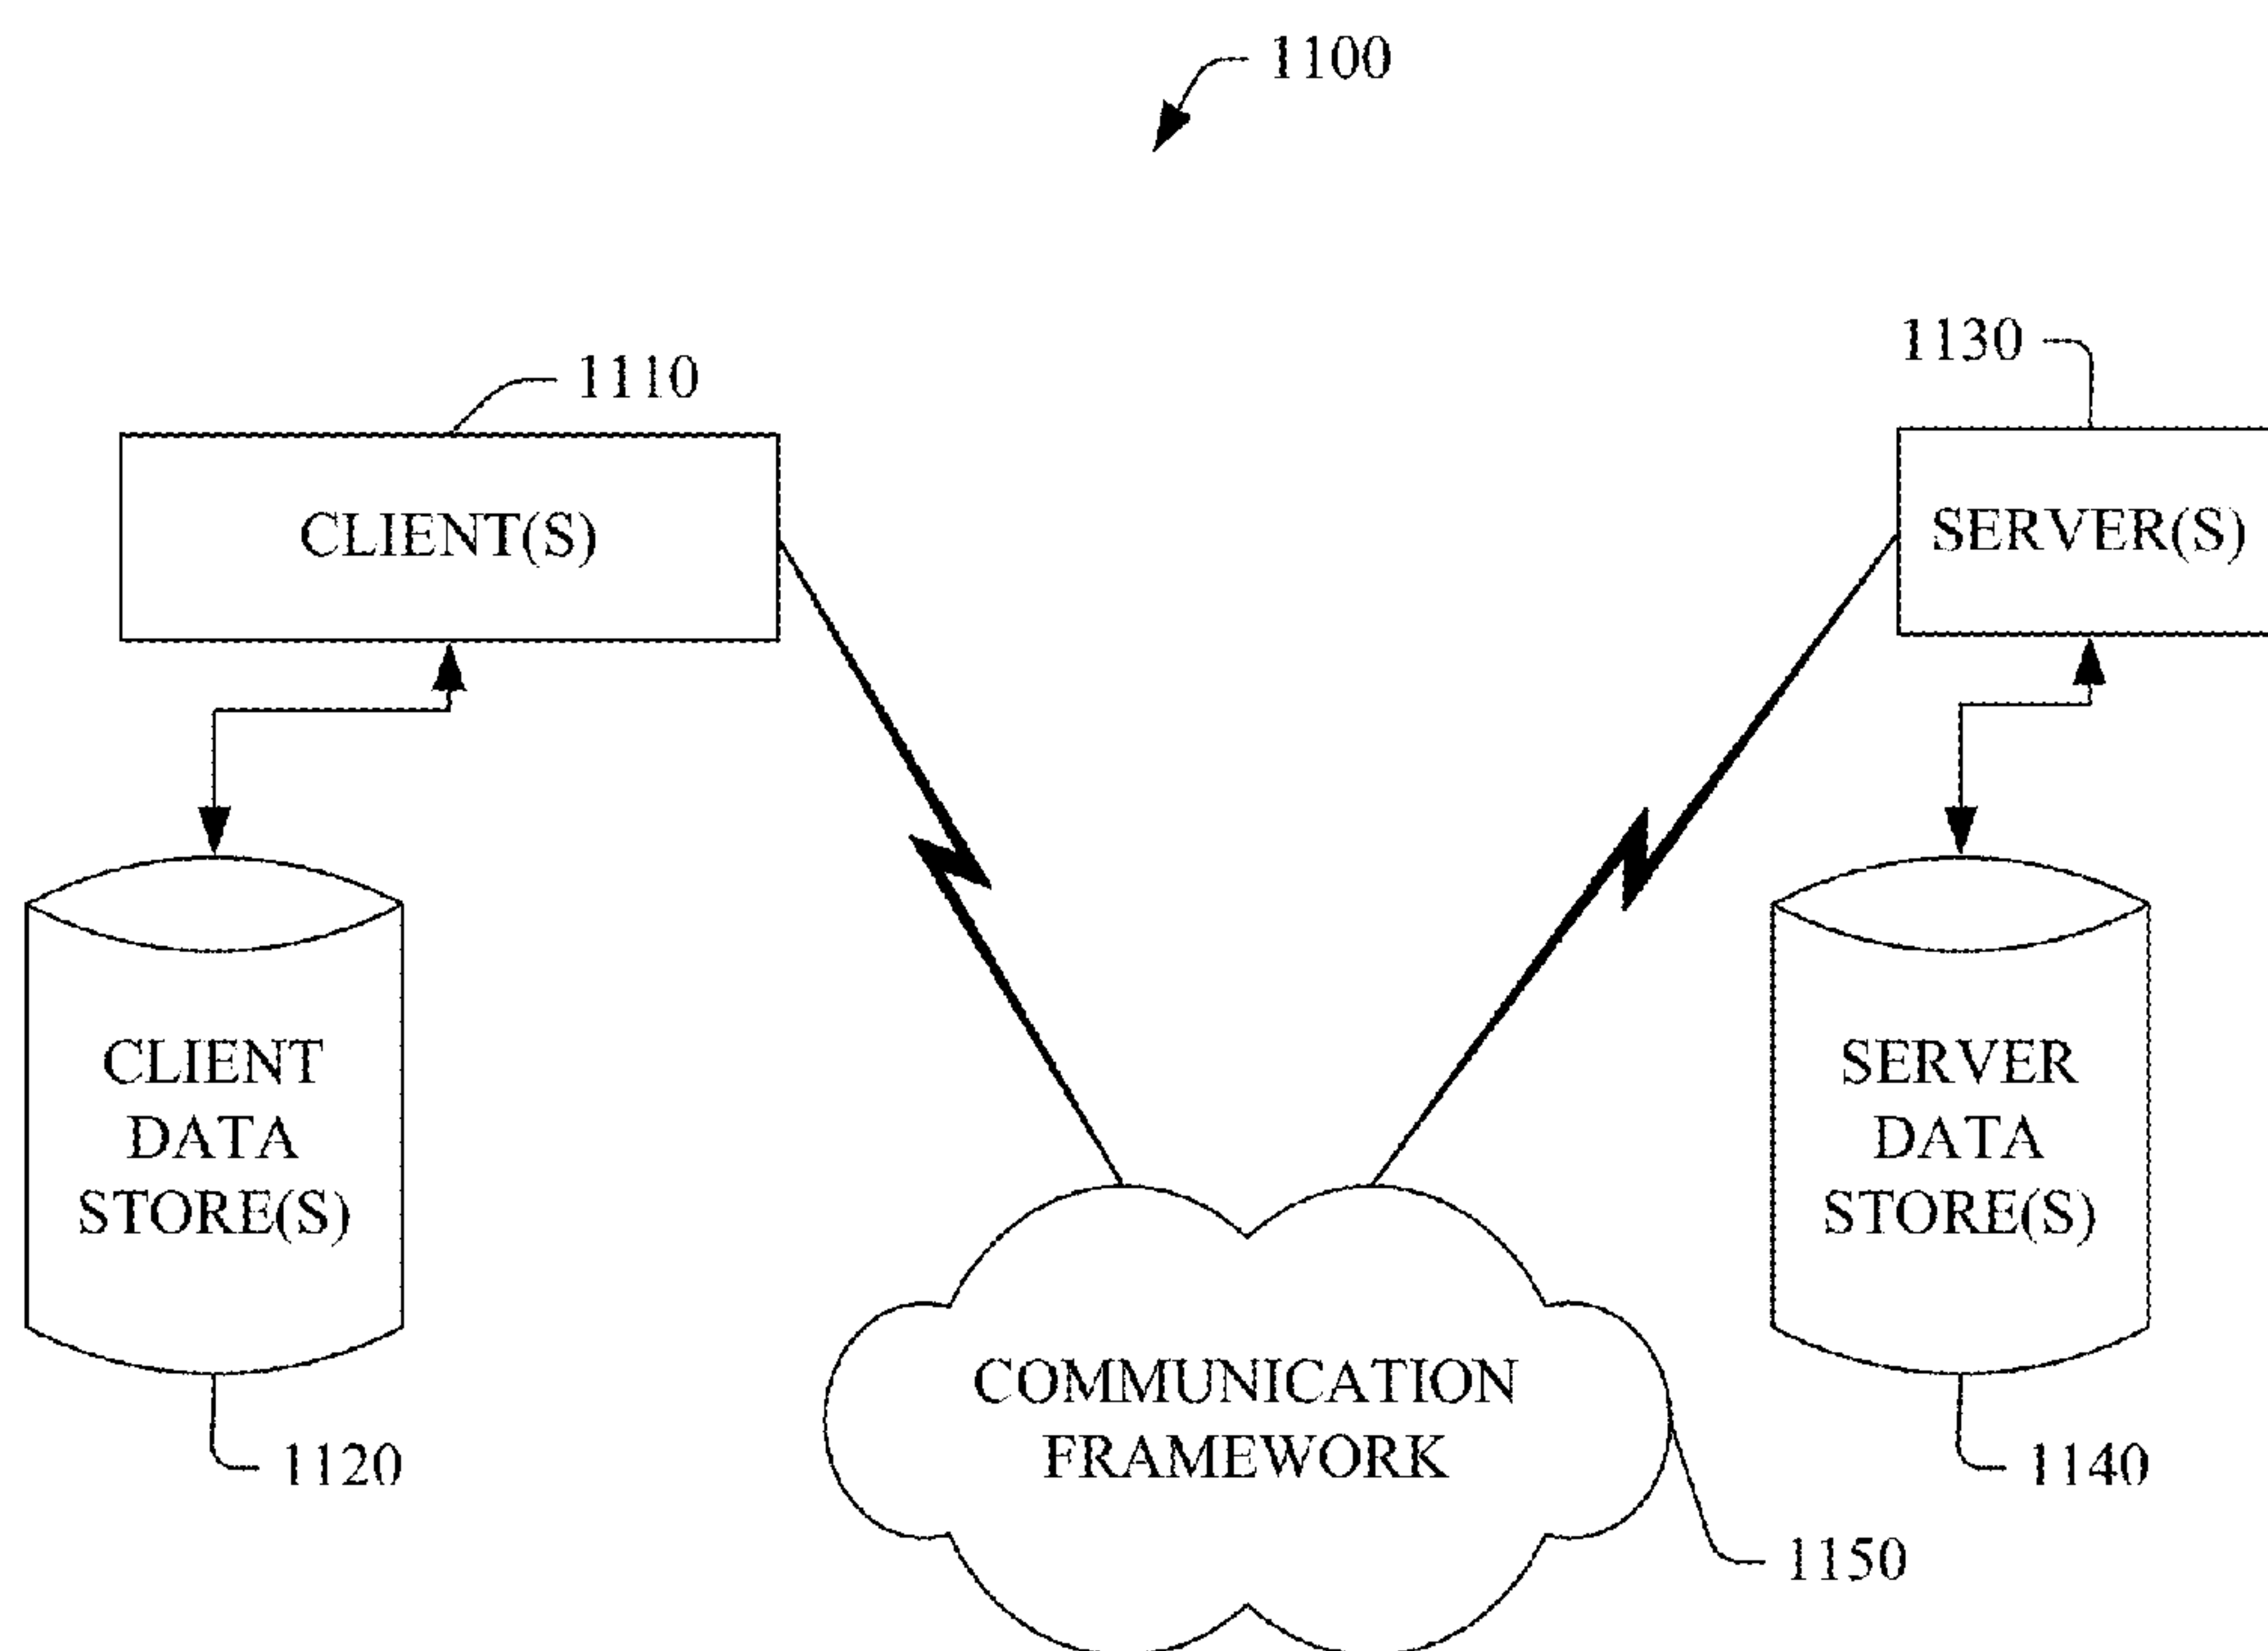 1100
1110
1130
CLIENT(S)
SERVER(S)
CLIENT
DATA
STORE(S)
SERVER
DATA
STORE(S)
COMMUNICATION
FRAMEWORK
1120
1140
1150